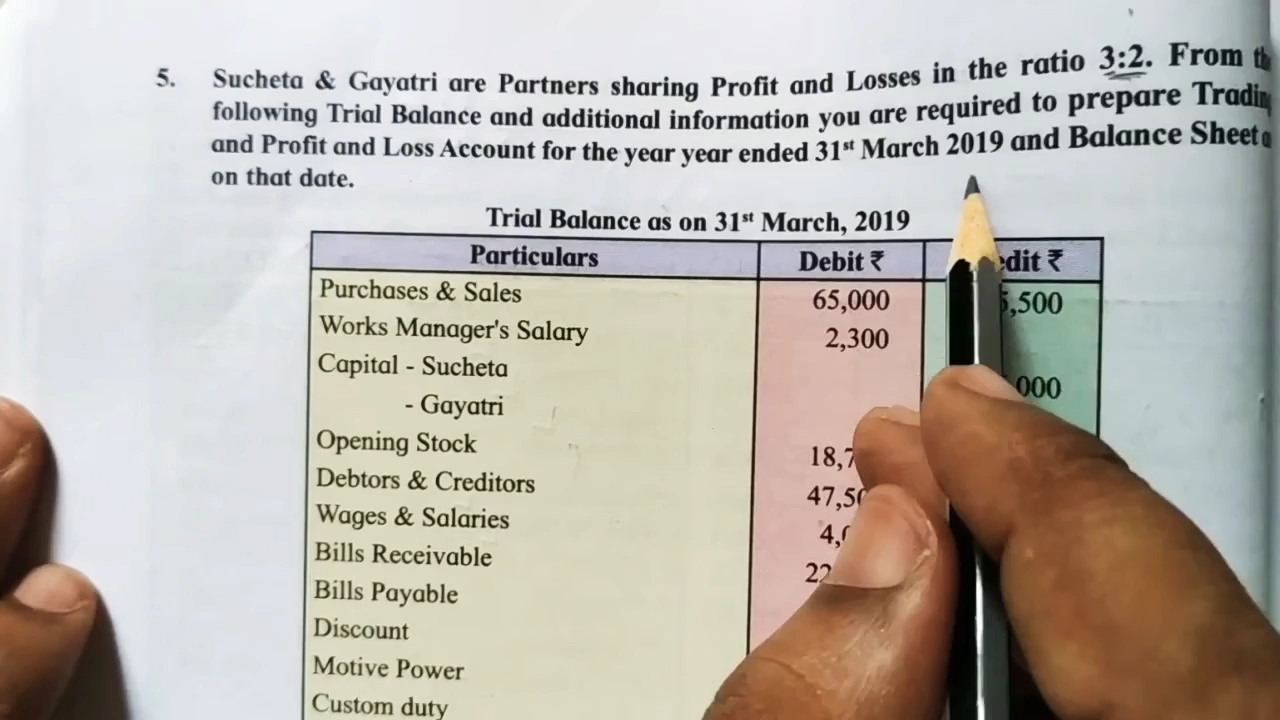 5. Sucheta & Gayatri are Partners sharing Profit and Losses in the ratio 3:2. From
following Trial Balance and additional information you are required to prepare
and Profit and Loss Account for the year year ended 31st March 2019 and Balance Sheet
on that date.
Trial Balance as on 31st March, 2019
Particulars Debit ₹ ₹
Purchases & Sales 65,000
Works Manager's Salary 2,300
Capital - Sucheta
- Gayatri
Opening Stock
Debtors & Creditors
Wages & Salaries
Bills Receivable
Bills Payable
Discount
Motive Power
Custom duty